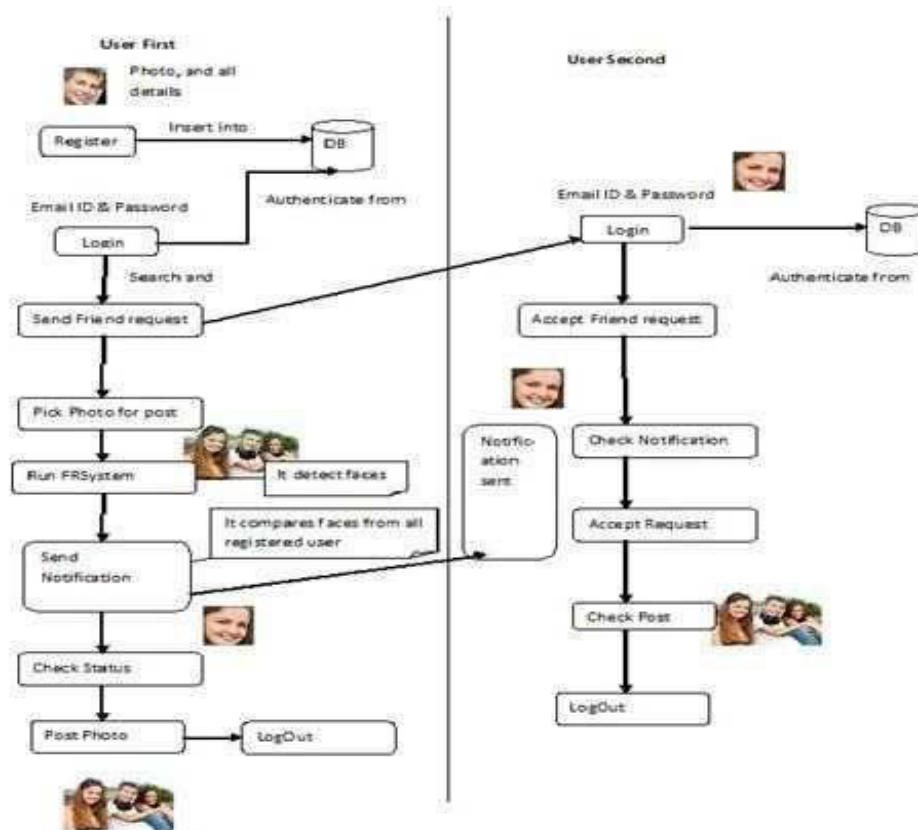 User First
Photo, and all
details
Register
Insert into
DB
Authenticate from
Email ID & Password
Login
Search and
Send Friend request
Pick Photo for post
Run FRSystem
It detect faces
It compares faces from all
registered user
Send
Notification
Check Status
Post Photo
LogOut
User Second
Email ID & Password
Login
DB
Authenticate from
Accept Friend request
Notific-
ation
sent
Check Notification
Accept Request
Check Post
LogOut